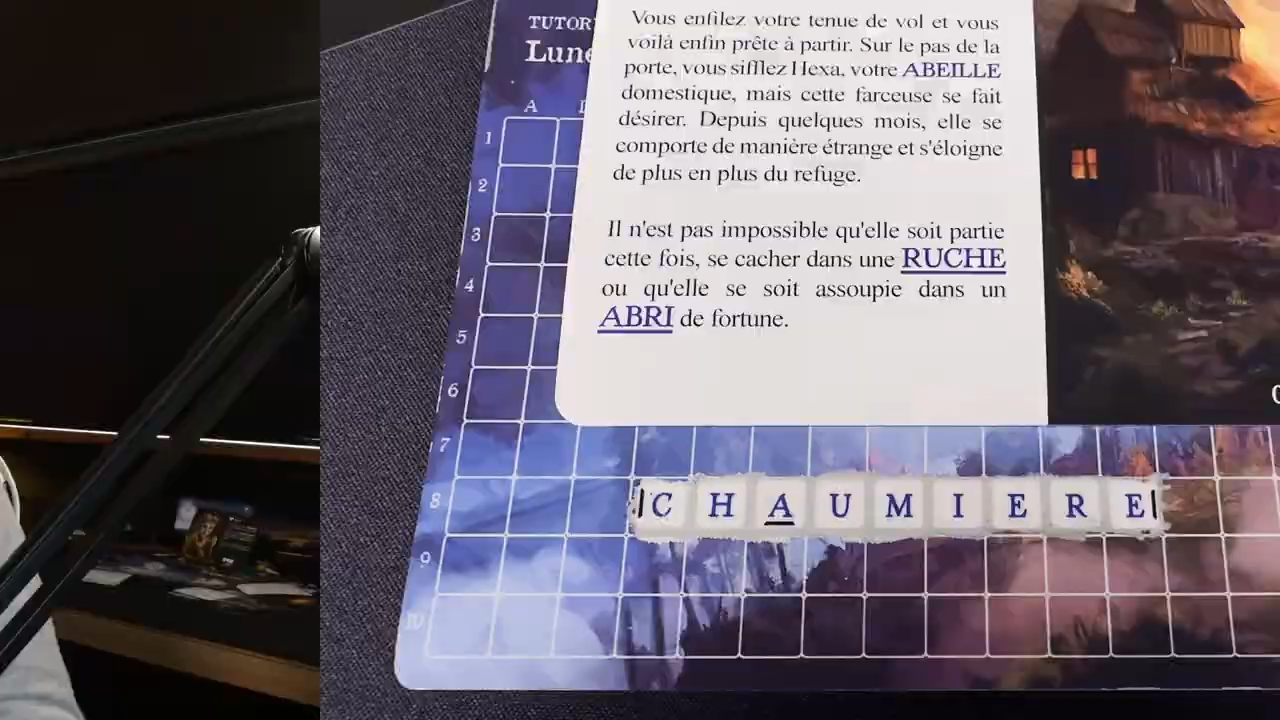 TUTOR
Lune
Vous enfilez votre tenue de vol et vous
voilà enfin prête à partir. Sur le pas de la
porte, vous sifflez Hexa, votre ABEILLE
domestique, mais cette farceuse se fait
désirer. Depuis quelques mois, elle se
comporte de manière étrange et s'éloigne
de plus en plus du refuge.
Il n'est pas impossible qu'elle soit partie
cette fois, se cacher dans une RUCHE
ou qu'elle se soit assoupie dans un
ABRI de fortune.
A
1
2
3
4
5
6
7
8
9
10
CHAUMIERE